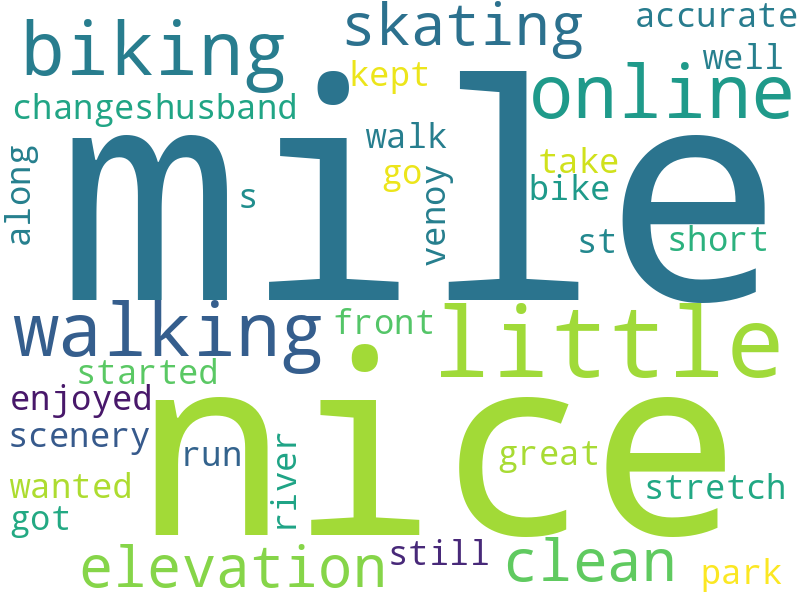 skating
accurate
biking
well
kept
online
changeshusband
mile
walk
along
take
go
venoy
bike
s
st
short
walking
little
front
started
nice
enjoyed
scenery
run
river
great
wanted
stretch
got
elevation
still
clean
park